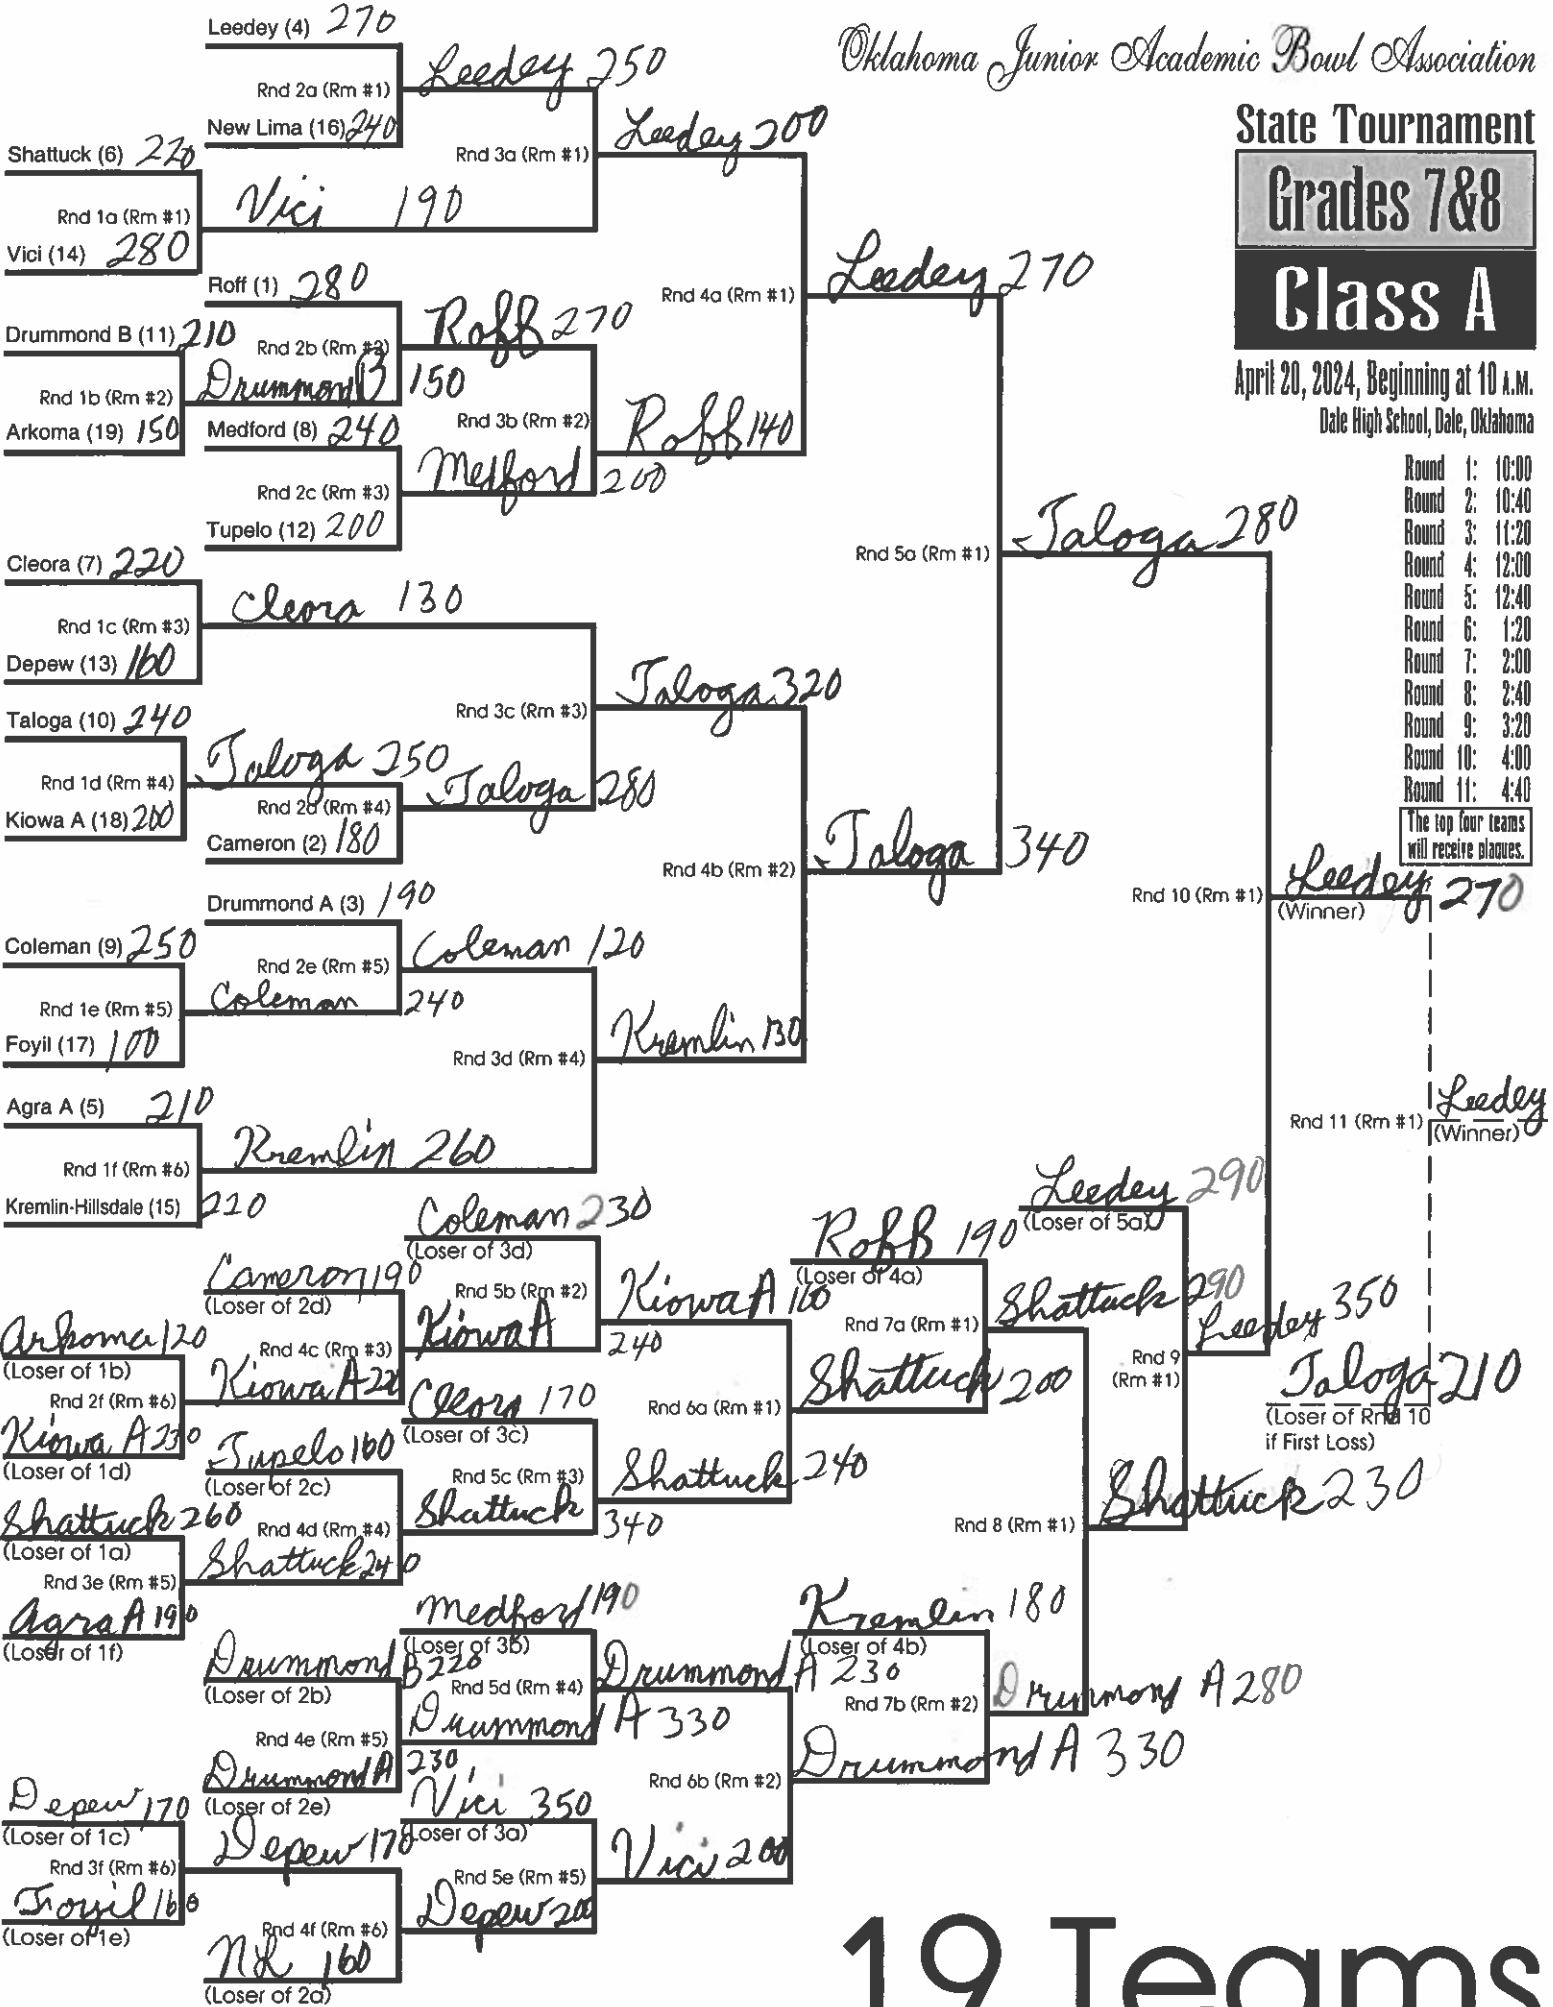 Oklahoma Junior Academic Bowl Association
State Tournament
Grades 7&8
Class A
April 20, 2024, Beginning at 10 A.M.
Dale High School, Dale, Oklahoma
Round 1: 10:00
Round 2: 10:40
Round 3: 11:20
Round 4: 12:00
Round 5: 12:40
Round 6: 1:20
Round 7: 2:00
Round 8: 2:40
Round 9: 3:20
Round 10: 4:00
Round 11: 4:40
The top four teams
will receive plaques.
Leedey (4) 270
Rnd 2a (Rm #1)
New Lima (16) 240
Leedey 250
Shattuck (6) 220
Rnd 1a (Rm #1)
Vici (14) 280
Vici 190
Rnd 3a (Rm #1)
Leedey 200
Roff (1) 280
Drummond B (11) 210
Rnd 1b (Rm #2)
Arkoma (19) 150
Rnd 2b (Rm #2)
Drummond B 150
Roff 270
Medford (8) 240
Rnd 2c (Rm #3)
Tupelo (12) 200
Medford 200
Rnd 3b (Rm #2)
Roff 140
Rnd 4a (Rm #1)
Leedey 270
Cleora (7) 220
Rnd 1c (Rm #3)
Depew (13) 160
Cleora 130
Taloga (10) 240
Rnd 1d (Rm #4)
Kiowa A (18) 200
Taloga 250
Rnd 2d (Rm #4)
Cameron (2) 180
Taloga 280
Rnd 3c (Rm #3)
Taloga 320
Drummond A (3) 190
Coleman (9) 250
Rnd 1e (Rm #5)
Foyil (17) 100
Rnd 2e (Rm #5)
Coleman 240
Coleman 120
Agra A (5) 210
Rnd 1f (Rm #6)
Kremlin-Hillsdale (15) 220
Kremlin 260
Rnd 3d (Rm #4)
Kremlin 130
Rnd 4b (Rm #2)
Taloga 340
Rnd 5a (Rm #1)
Taloga 280
Rnd 10 (Rm #1)
Leedey 270
(Winner)
Rnd 11 (Rm #1)
Leedey
(Winner)
Taloga 210
(Loser of Rnd 10
if First Loss)
Arkoma 120
(Loser of 1b)
Rnd 2f (Rm #6)
Kiowa A 230
(Loser of 1d)
Shattuck 260
(Loser of 1a)
Rnd 3e (Rm #5)
Agra A 190
(Loser of 1f)
Depew 170
(Loser of 1c)
Rnd 3f (Rm #6)
Foyil 160
(Loser of 1e)
Cameron 190
(Loser of 2d)
Rnd 4c (Rm #3)
Kiowa A 220
Tupelo 160
(Loser of 2c)
Rnd 4d (Rm #4)
Shattuck 240
Drummond B 220
(Loser of 2b)
Rnd 4e (Rm #5)
Drummond A 230
(Loser of 2e)
Depew 170
Rnd 4f (Rm #6)
NL 160
(Loser of 2a)
Coleman 230
(Loser of 3d)
Rnd 5b (Rm #2)
Kiowa A 240
Cleora 170
(Loser of 3c)
Rnd 5c (Rm #3)
Shattuck 340
Medford 190
(Loser of 3b)
Rnd 5d (Rm #4)
Drummond A 330
Vici 350
(Loser of 3a)
Rnd 5e (Rm #5)
Depew 200
Kiowa A 160
Rnd 6a (Rm #1)
Shattuck 240
Drummond A 230
Rnd 6b (Rm #2)
Vici 200
Roff 190
(Loser of 4a)
Rnd 7a (Rm #1)
Shattuck 200
Kremlin 180
(Loser of 4b)
Rnd 7b (Rm #2)
Drummond A 330
Shattuck 290
Rnd 8 (Rm #1)
Drummond A 280
Leedey 290
(Loser of 5a)
Rnd 9
(Rm #1)
Shattuck 230
Leedey 350
19 Teams